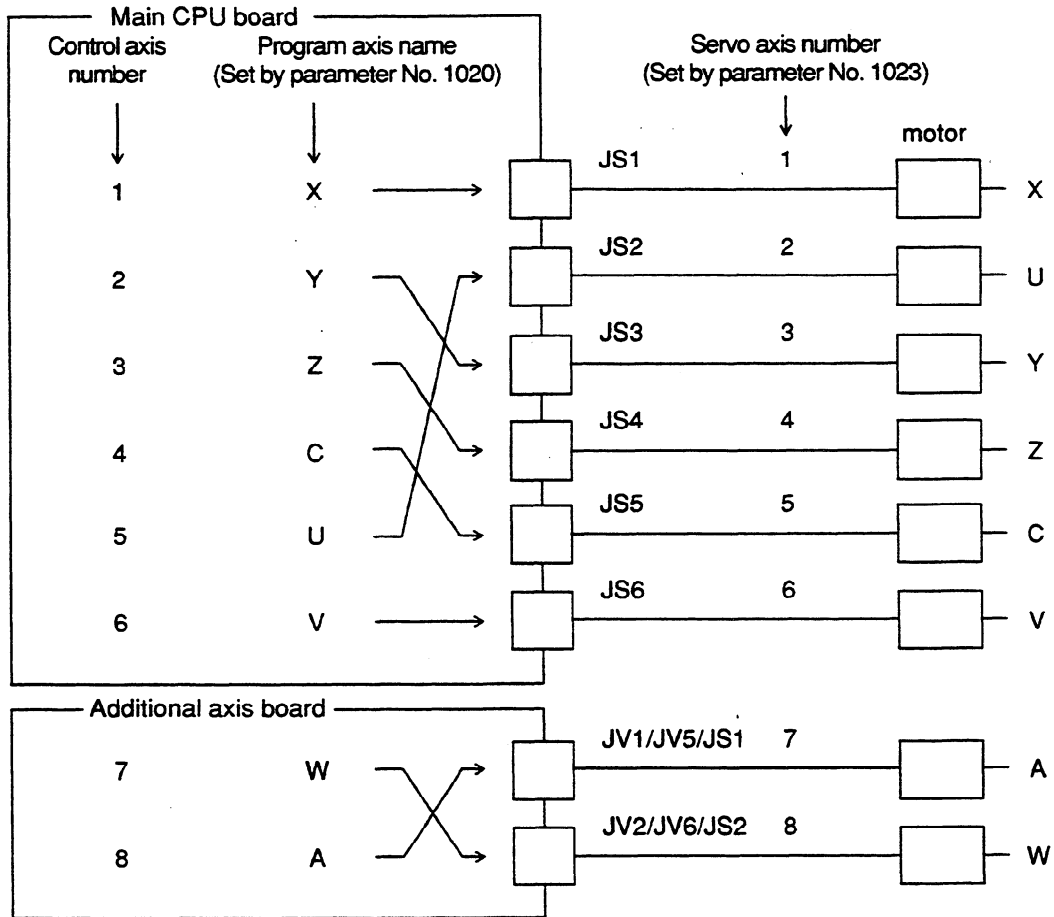 Main CPU board
Control axis number
Program axis name
(Set by parameter No. 1020)
Servo axis number
(Set by parameter No. 1023)
motor
1 X JS1 1 X
2 Y JS2 2 U
3 Z JS3 3 Y
4 C JS4 4 Z
5 U JS5 5 C
6 V JS6 6 V
Additional axis board
7 W JV1/JV5/JS1 7 A
8 A JV2/JV6/JS2 8 W